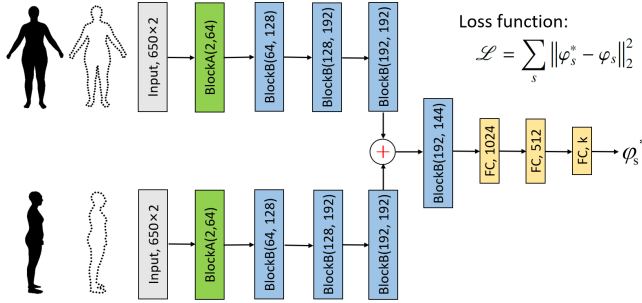 Loss function:
ℒ = ∑ₛ ‖φₛ* − φₛ‖₂²
Input, 650×2
BlockA(2,64)
BlockB(64, 128)
BlockB(128, 192)
BlockB(192, 192)
+
BlockB(192, 144)
FC, 1024
FC, 512
FC, k
φₛ*
Input, 650×2
BlockA(2,64)
BlockB(64, 128)
BlockB(128, 192)
BlockB(192, 192)